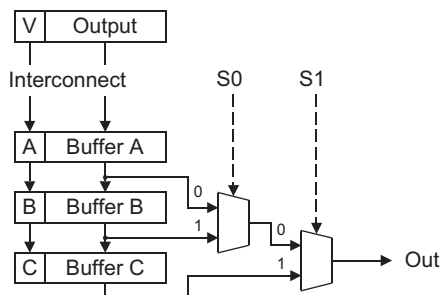 V Output
Interconnect S0 S1
A Buffer A
0
B Buffer B
1 0
C Buffer C Out
1